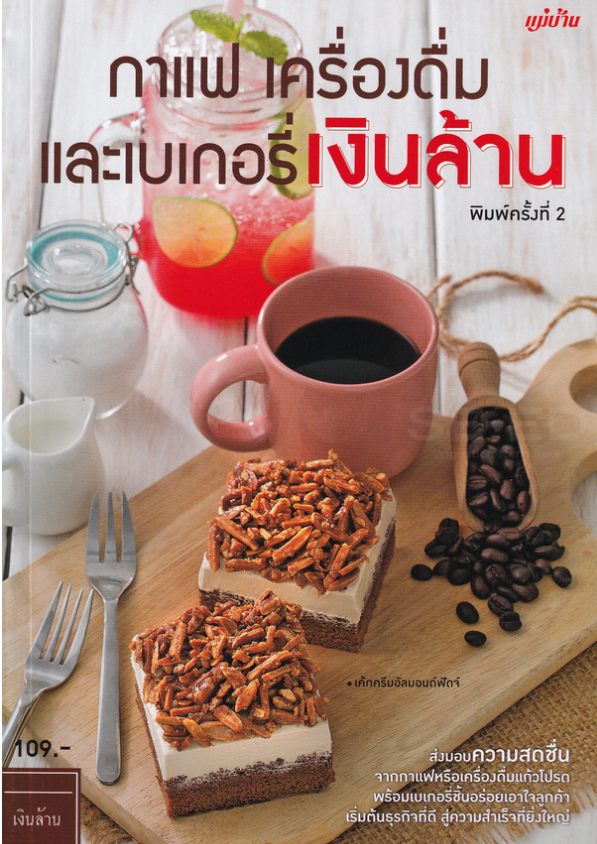 แม่บ้าน
กาแฟ เครื่องดื่ม
และเบเกอรี่เงินล้าน
พิมพ์ครั้งที่ 2
SE-ED
• เค้กครีมอัลมอนด์ฟัดจ์
109.-
เงินล้าน
ส่งมอบความสดชื่น
จากกาแฟหรือเครื่องดื่มแก้วโปรด
พร้อมเบเกอรี่ชิ้นอร่อยเอาใจลูกค้า
เริ่มต้นธุรกิจที่ดี สู่ความสำเร็จที่ยิ่งใหญ่